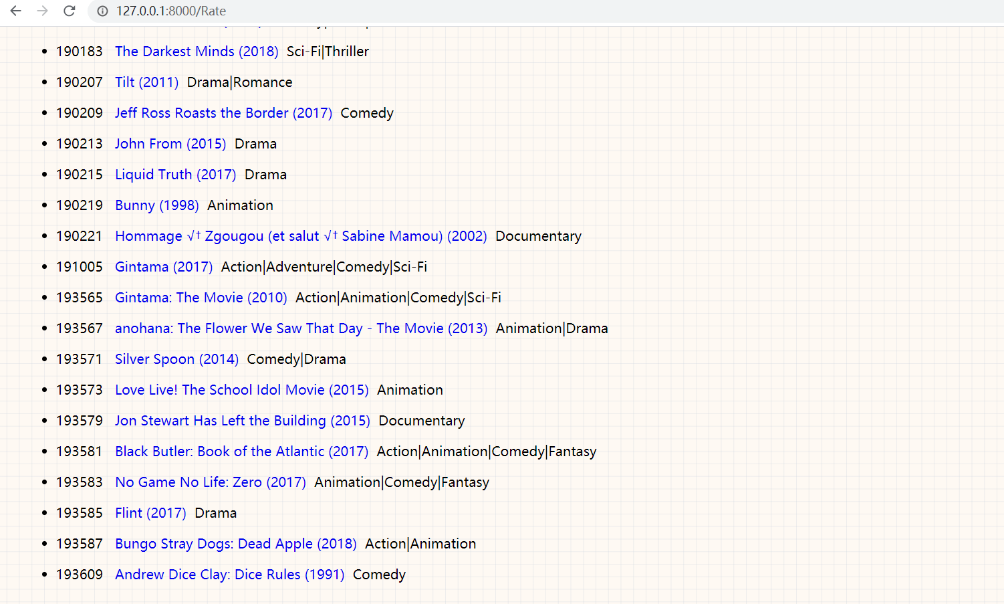 127.0.0.1:8000/Rate
190183 The Darkest Minds (2018) Sci-Fi|Thriller
190207 Tilt (2011) Drama|Romance
190209 Jeff Ross Roasts the Border (2017) Comedy
190213 John From (2015) Drama
190215 Liquid Truth (2017) Drama
190219 Bunny (1998) Animation
190221 Hommage √† Zgougou (et salut √† Sabine Mamou) (2002) Documentary
191005 Gintama (2017) Action|Adventure|Comedy|Sci-Fi
193565 Gintama: The Movie (2010) Action|Animation|Comedy|Sci-Fi
193567 anohana: The Flower We Saw That Day - The Movie (2013) Animation|Drama
193571 Silver Spoon (2014) Comedy|Drama
193573 Love Live! The School Idol Movie (2015) Animation
193579 Jon Stewart Has Left the Building (2015) Documentary
193581 Black Butler: Book of the Atlantic (2017) Action|Animation|Comedy|Fantasy
193583 No Game No Life: Zero (2017) Animation|Comedy|Fantasy
193585 Flint (2017) Drama
193587 Bungo Stray Dogs: Dead Apple (2018) Action|Animation
193609 Andrew Dice Clay: Dice Rules (1991) Comedy